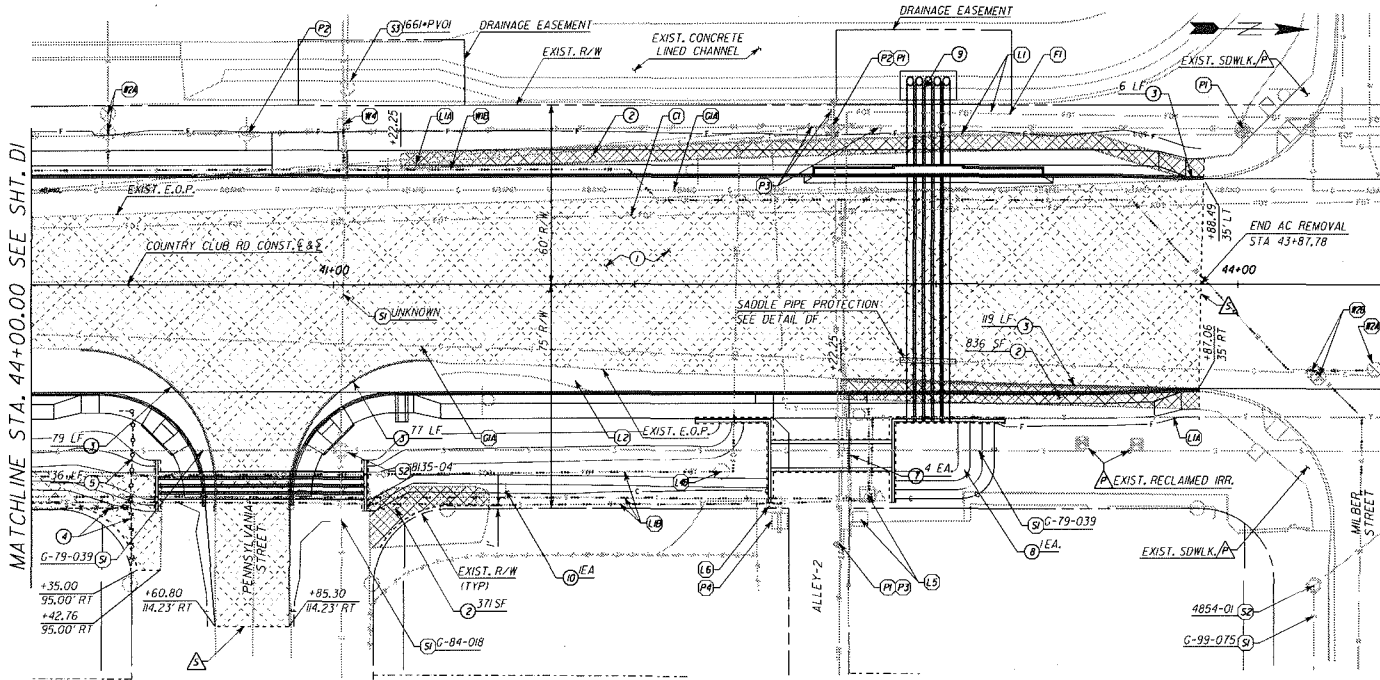 DRAINAGE EASEMENT
P2
S3
1661*PV01
DRAINAGE EASEMENT
EXIST. R/W
EXIST. CONCRETE
LINED CHANNEL
P2 P1
9
L1
F1
N
EXIST. SDWLK. P
P1
6 LF 3
W2A
W4
+22.25
L1A
W1B
2
C1
G1A
EXIST. E.O.P.
P3
60' R/W
+88.49
35' LT
END AC REMOVAL
STA 43+87.78
COUNTRY CLUB RD CONST. ℄ & S
41+00
1
44+00
S1 UNKNOWN
SADDLE PIPE PROTECTION
SEE DETAIL DF
S
75' R/W
+22.25
119 LF 3
836 SF 2
+87.06
35' RT
W2B
W2A
MATCHLINE STA. 44+00.00 SEE SHT. D1
79 LF 3
36 LF 5
3 77 LF
G1A
L2
EXIST. E.O.P.
L1A
S2 8135-04
7 4 EA.
P EXIST. RECLAIMED IRR.
4
G-79-039 S1
PENNSYLVANIA
STREET
L1B
S1 G-79-039
8 1 EA.
MILBER
STREET
EXIST. SDWLK. P
+35.00
95.00' RT
+42.76
95.00' RT
+60.80
114.23' RT
+85.30
114.23' RT
EXIST. R/W
(TYP)
10 1EA
2 371 SF
L6
P4
ALLEY-2
P1 P3
L5
4854-01 S2
G-99-075 S1
S
S1 G-84-018